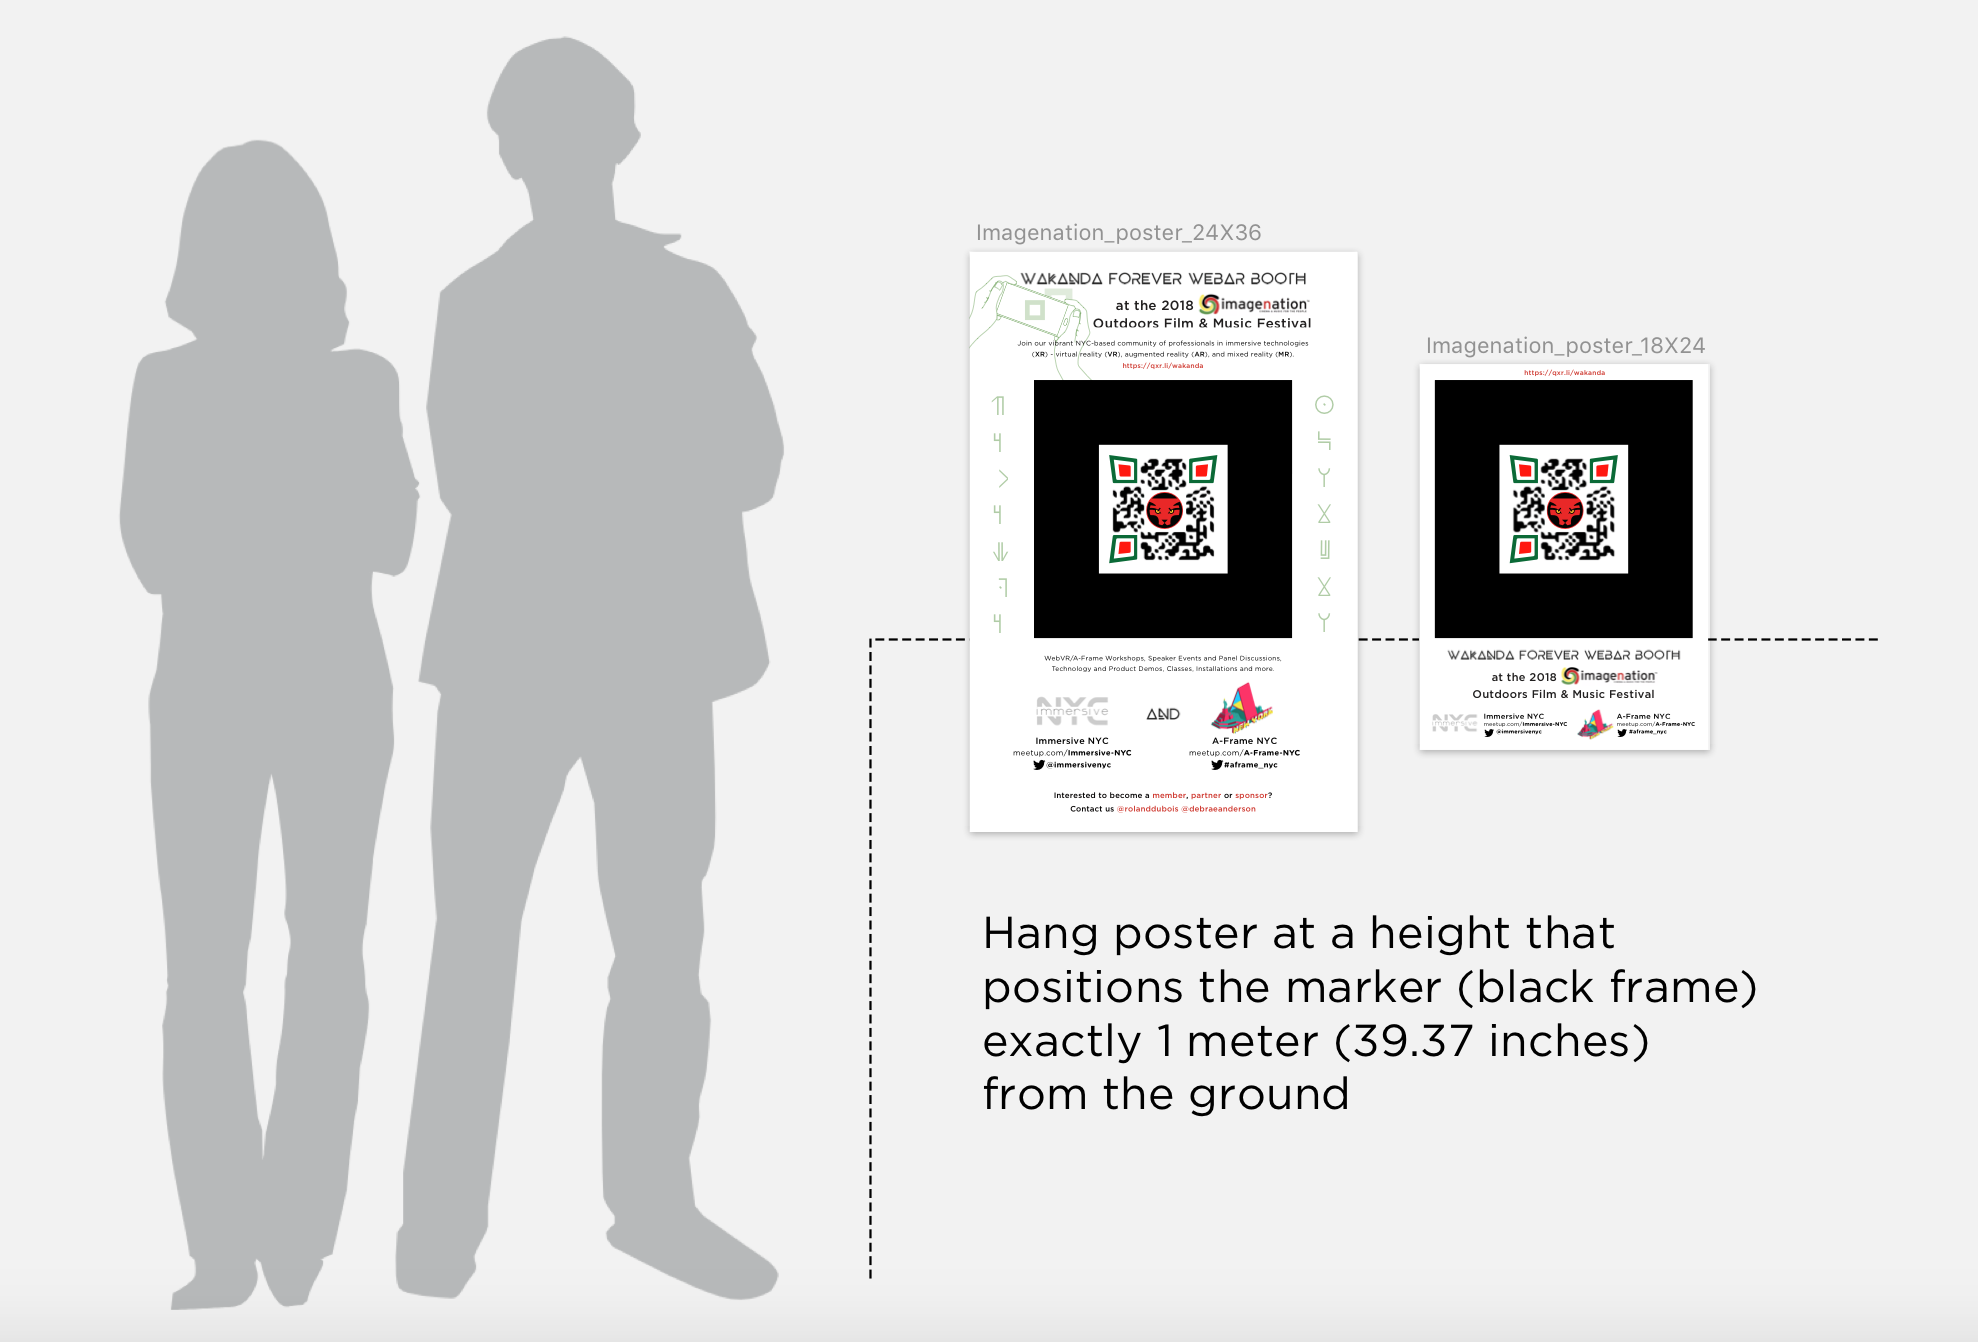 Imagenation_poster_24X36
WAKANDA FOREVER WEBAR BOOTH
at the 2018 imagenation
Outdoors Film & Music Festival
Join our vibrant NYC-based community of professionals in immersive technologies
(XR) - virtual reality (VR), augmented reality (AR), and mixed reality (MR).
https://qxr.li/wakanda
WebVR/A-Frame Workshops, Speaker Events and Panel Discussions,
Technology and Product Demos, Classes, Installations and more.
NYC
immersive
AND
A
NEW YORK
Immersive NYC
meetup.com/Immersive-NYC
@immersivenyc
A-Frame NYC
meetup.com/A-Frame-NYC
#aframe_nyc
Interested to become a member, partner or sponsor?
Contact us @rolanddubois @debraeanderson
Imagenation_poster_18X24
https://qxr.li/wakanda
WAKANDA FOREVER WEBAR BOOTH
at the 2018 imagenation
Outdoors Film & Music Festival
NYC
immersive
Immersive NYC
meetup.com/Immersive-NYC
@immersivenyc
A-Frame NYC
meetup.com/A-Frame-NYC
#aframe_nyc
Hang poster at a height that
positions the marker (black frame)
exactly 1 meter (39.37 inches)
from the ground